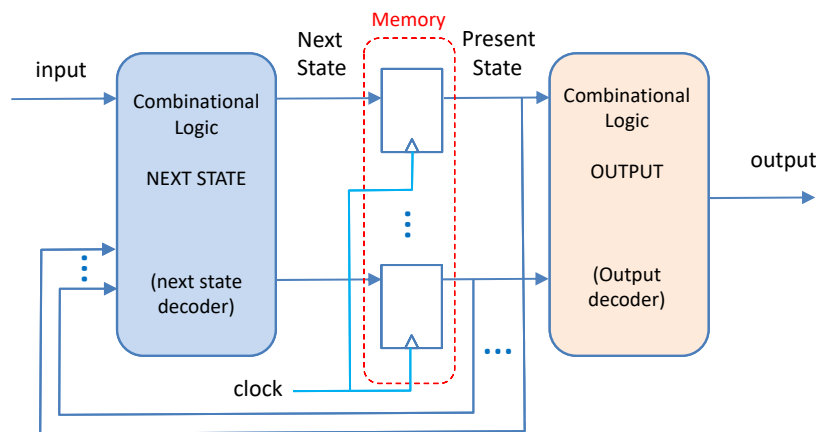 Memory
Next
State
Present
State
input
Combinational
Logic
NEXT STATE
(next state
decoder)
Combinational
Logic
OUTPUT
(Output
decoder)
output
clock